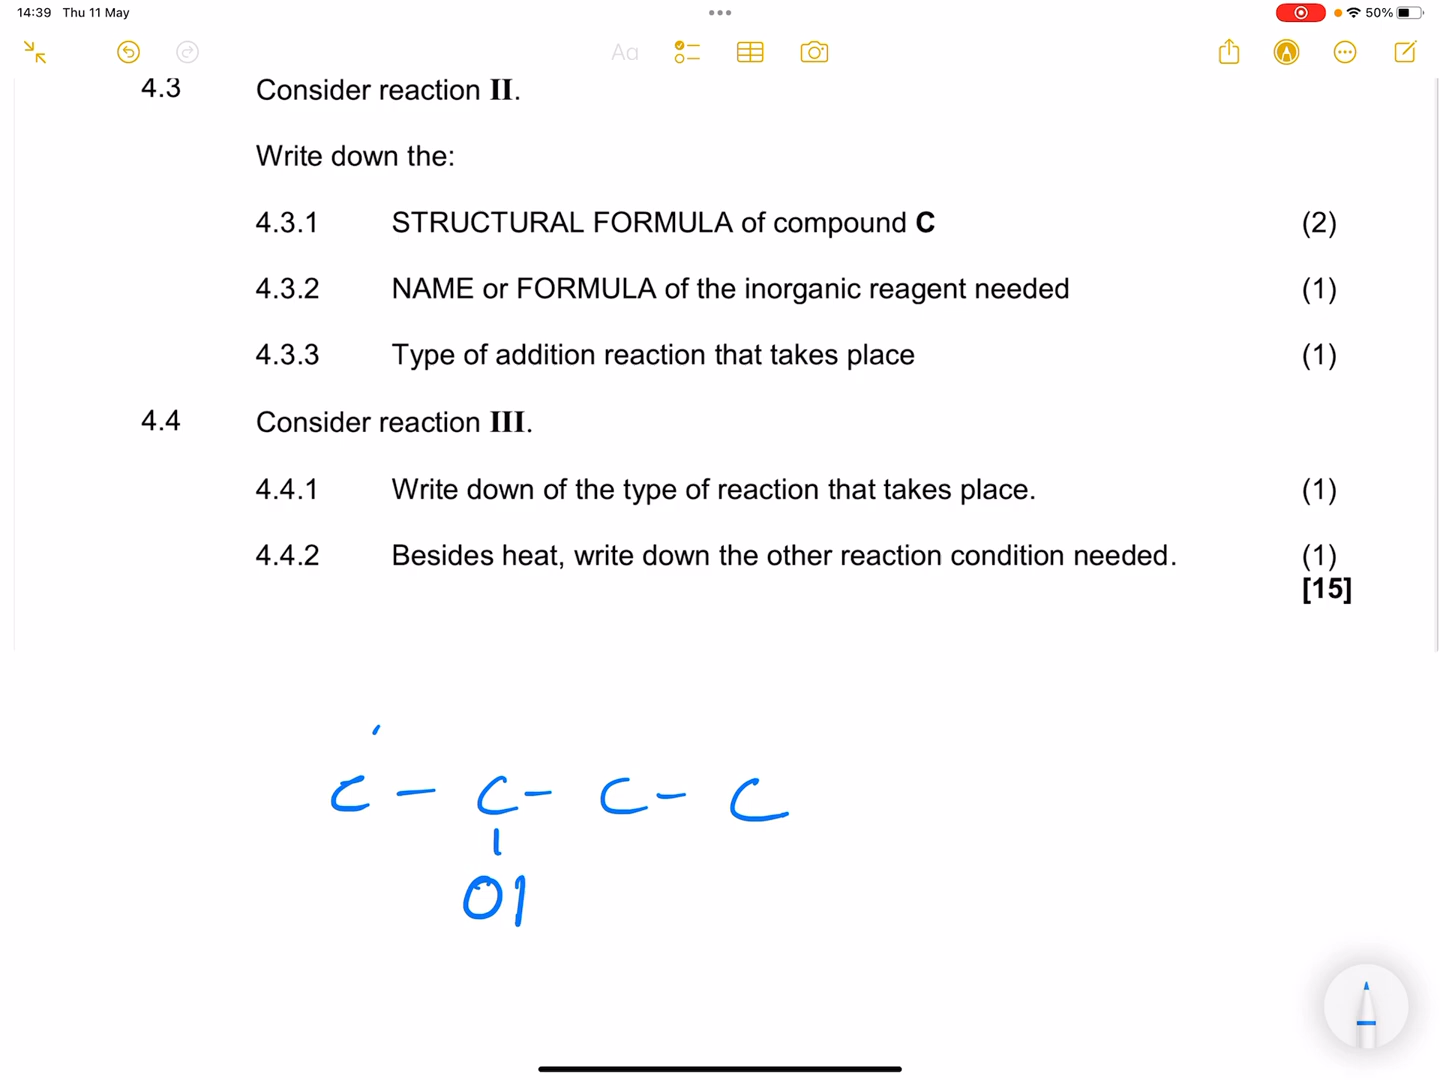 14:39 Thu 11 May
50%
Aa
4.3 Consider reaction II.
Write down the:
4.3.1 STRUCTURAL FORMULA of compound C (2)
4.3.2 NAME or FORMULA of the inorganic reagent needed (1)
4.3.3 Type of addition reaction that takes place (1)
4.4 Consider reaction III.
4.4.1 Write down of the type of reaction that takes place. (1)
4.4.2 Besides heat, write down the other reaction condition needed. (1)
[15]
C - C - C - C
|
O1